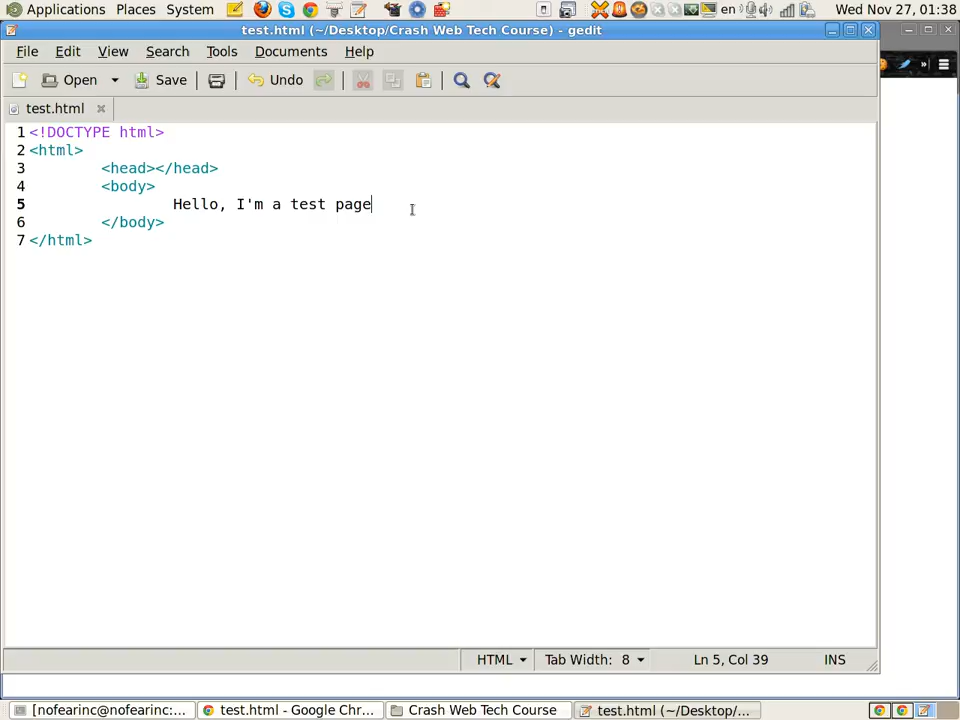 Applications Places System en Wed Nov 27, 01:38
test.html (~/Desktop/Crash Web Tech Course) - gedit
File Edit View Search Tools Documents Help
Open Save Undo
»
test.html
1 <!DOCTYPE html>
2 <html>
3 <head></head>
4 <body>
5 Hello, I'm a test page
6 </body>
7 </html>
HTML Tab Width: 8 Ln 5, Col 39 INS
[nofearinc@nofearinc:... test.html - Google Chr... Crash Web Tech Course test.html (~/Desktop/...